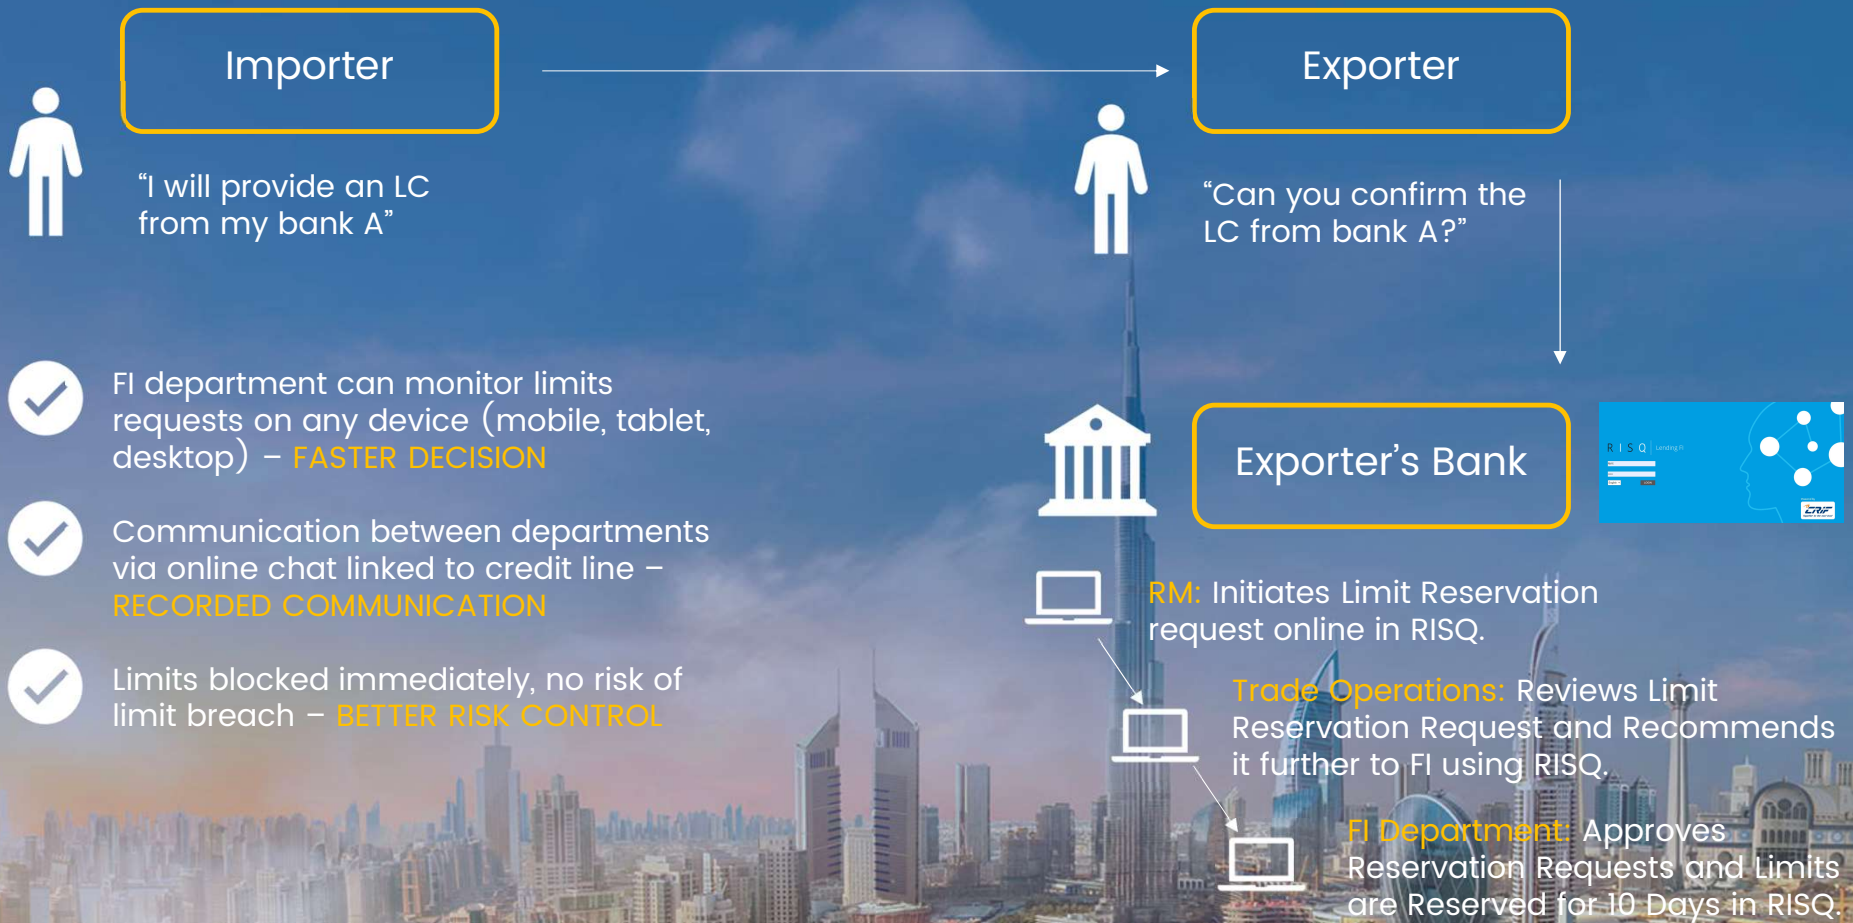 Importer
Exporter
“I will provide an LC
from my bank A”
“Can you confirm the
LC from bank A?”
FI department can monitor limits
requests on any device (mobile, tablet,
desktop) – FASTER DECISION
Communication between departments
via online chat linked to credit line –
RECORDED COMMUNICATION
Limits blocked immediately, no risk of
limit breach – BETTER RISK CONTROL
Exporter’s Bank
RISQ Lending FI
CRIF
RM: Initiates Limit Reservation
request online in RISQ.
Trade Operations: Reviews Limit
Reservation Request and Recommends
it further to FI using RISQ.
FI Department: Approves
Reservation Requests and Limits
are Reserved for 10 Days in RISQ.